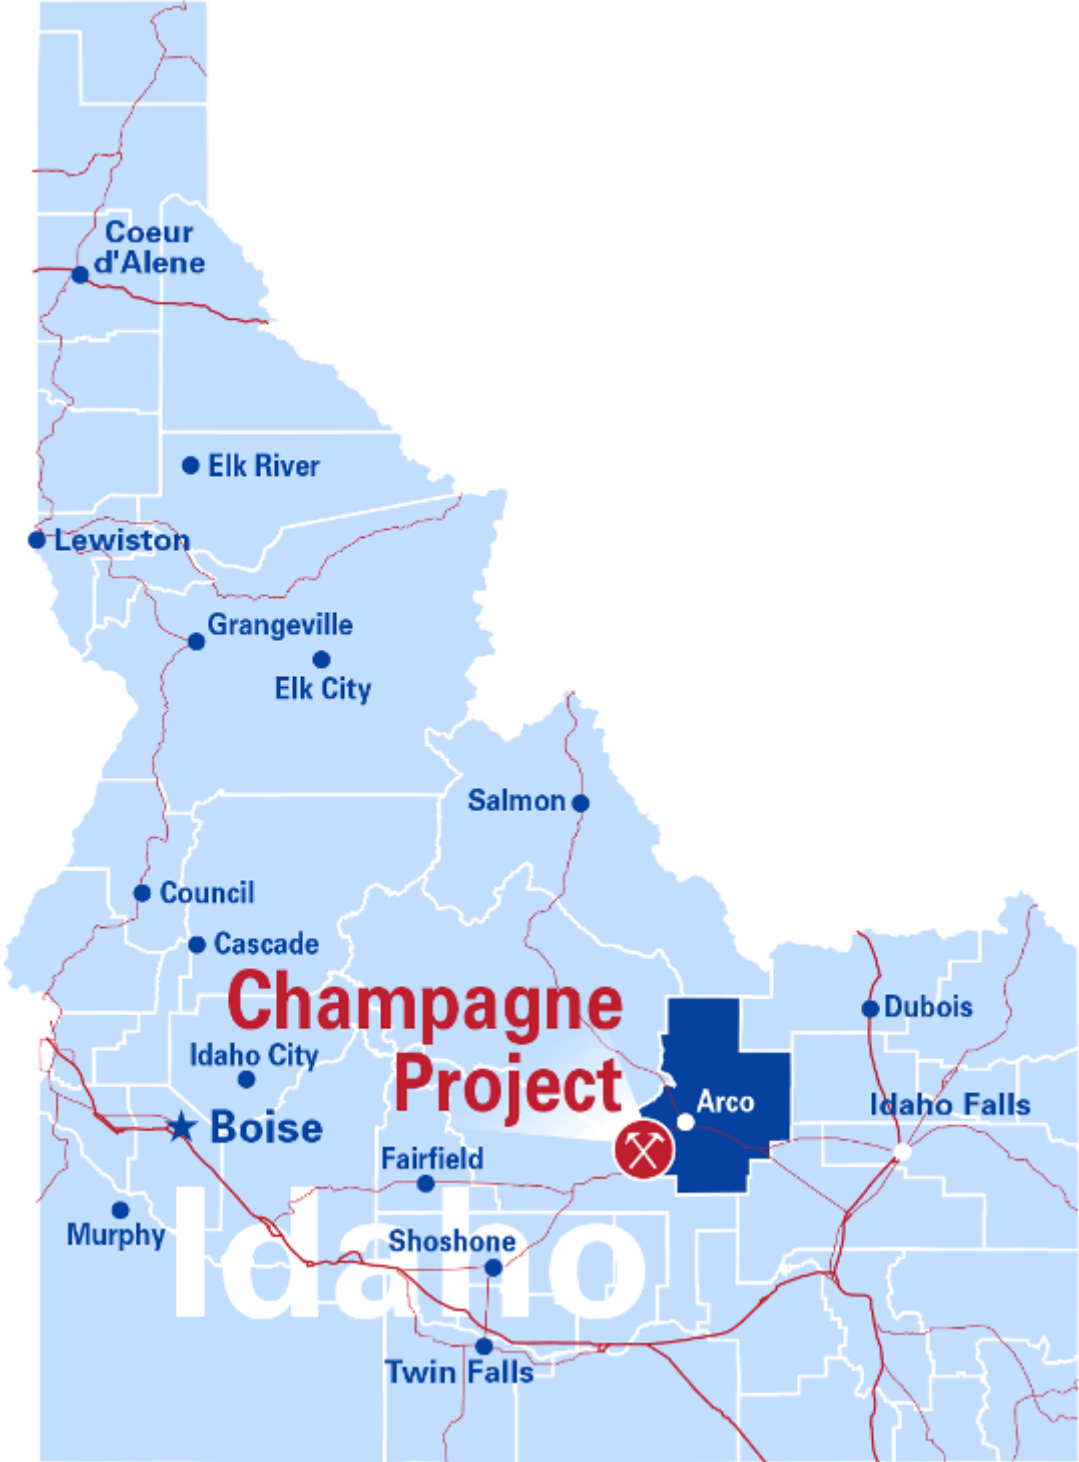 Coeur
d'Alene
Elk River
Lewiston
Grangeville
Elk City
Salmon
Council
Cascade
Champagne
Project
Dubois
Idaho City
Arco
Idaho Falls
Boise
Fairfield
Murphy
Idaho
Shoshone
Twin Falls